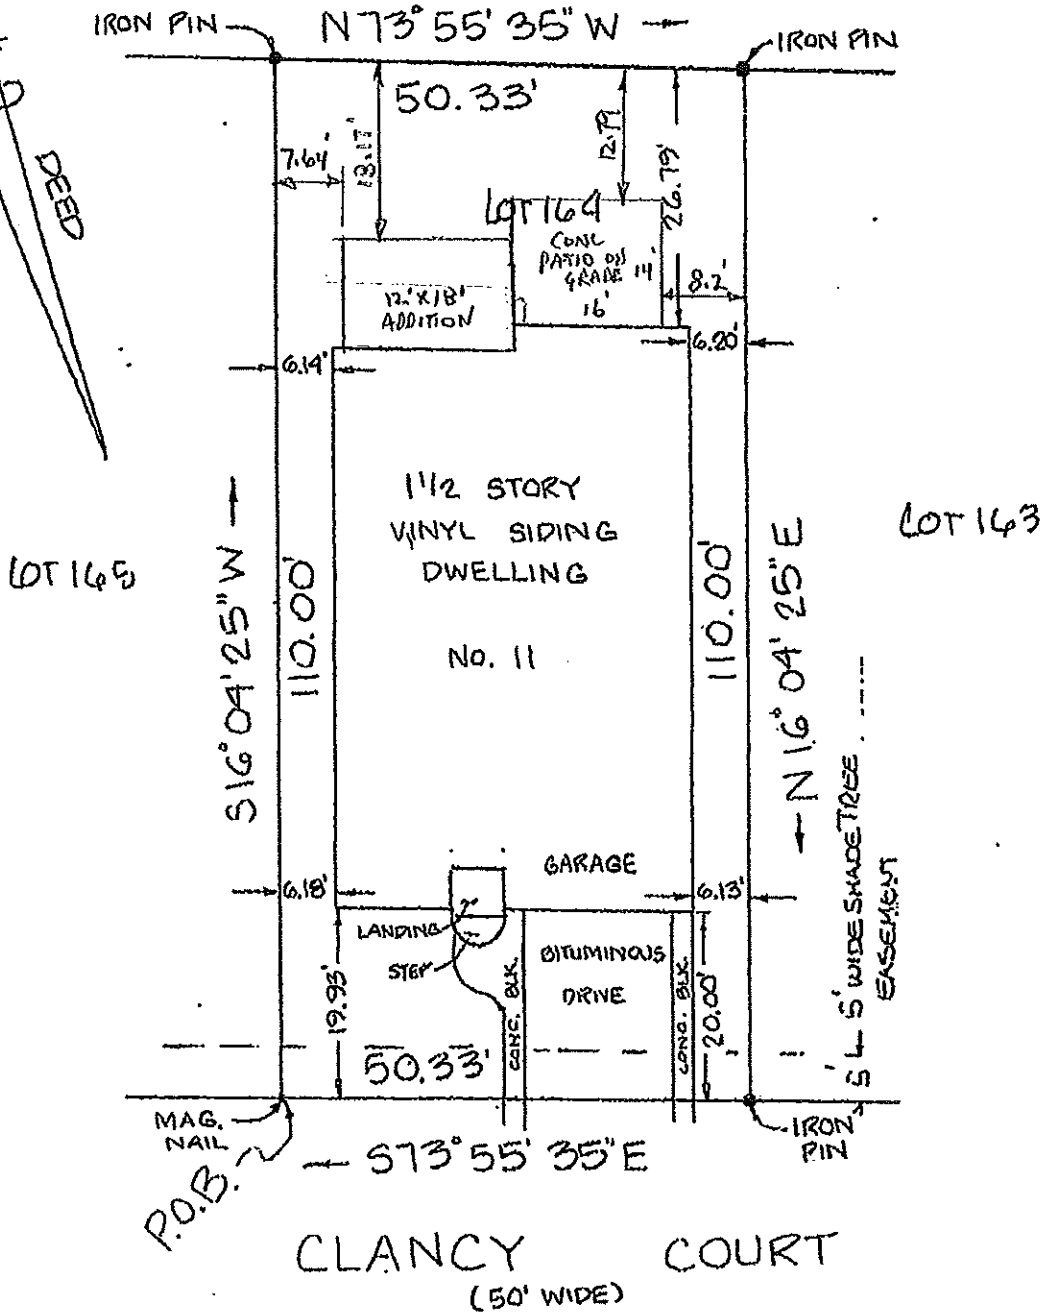 N 73° 55' 35" W
IRON PIN
IRON PIN
50.33'
DEED
7.64'
12.79
26.79'
LOT 164
CONC
PATIO ON
GRADE 14'
16'
8.2'
12' X 18'
ADDITION
6.14'
6.20'
1 1/2 STORY
VINYL SIDING
DWELLING
No. 11
LOT 165
LOT 163
S 16° 04' 25" W
110.00'
110.00'
N 16° 04' 25" E
5' WIDE SHADE TREE
EASEMENT
GARAGE
6.18'
6.13'
LANDING
STEP
BITUMINOUS
DRIVE
CONC. BLK.
CONC. BLK.
19.93'
20.00'
50.33'
5'
MAG.
NAIL
IRON
PIN
P.O.B.
S 73° 55' 35" E
CLANCY COURT
(50' WIDE)